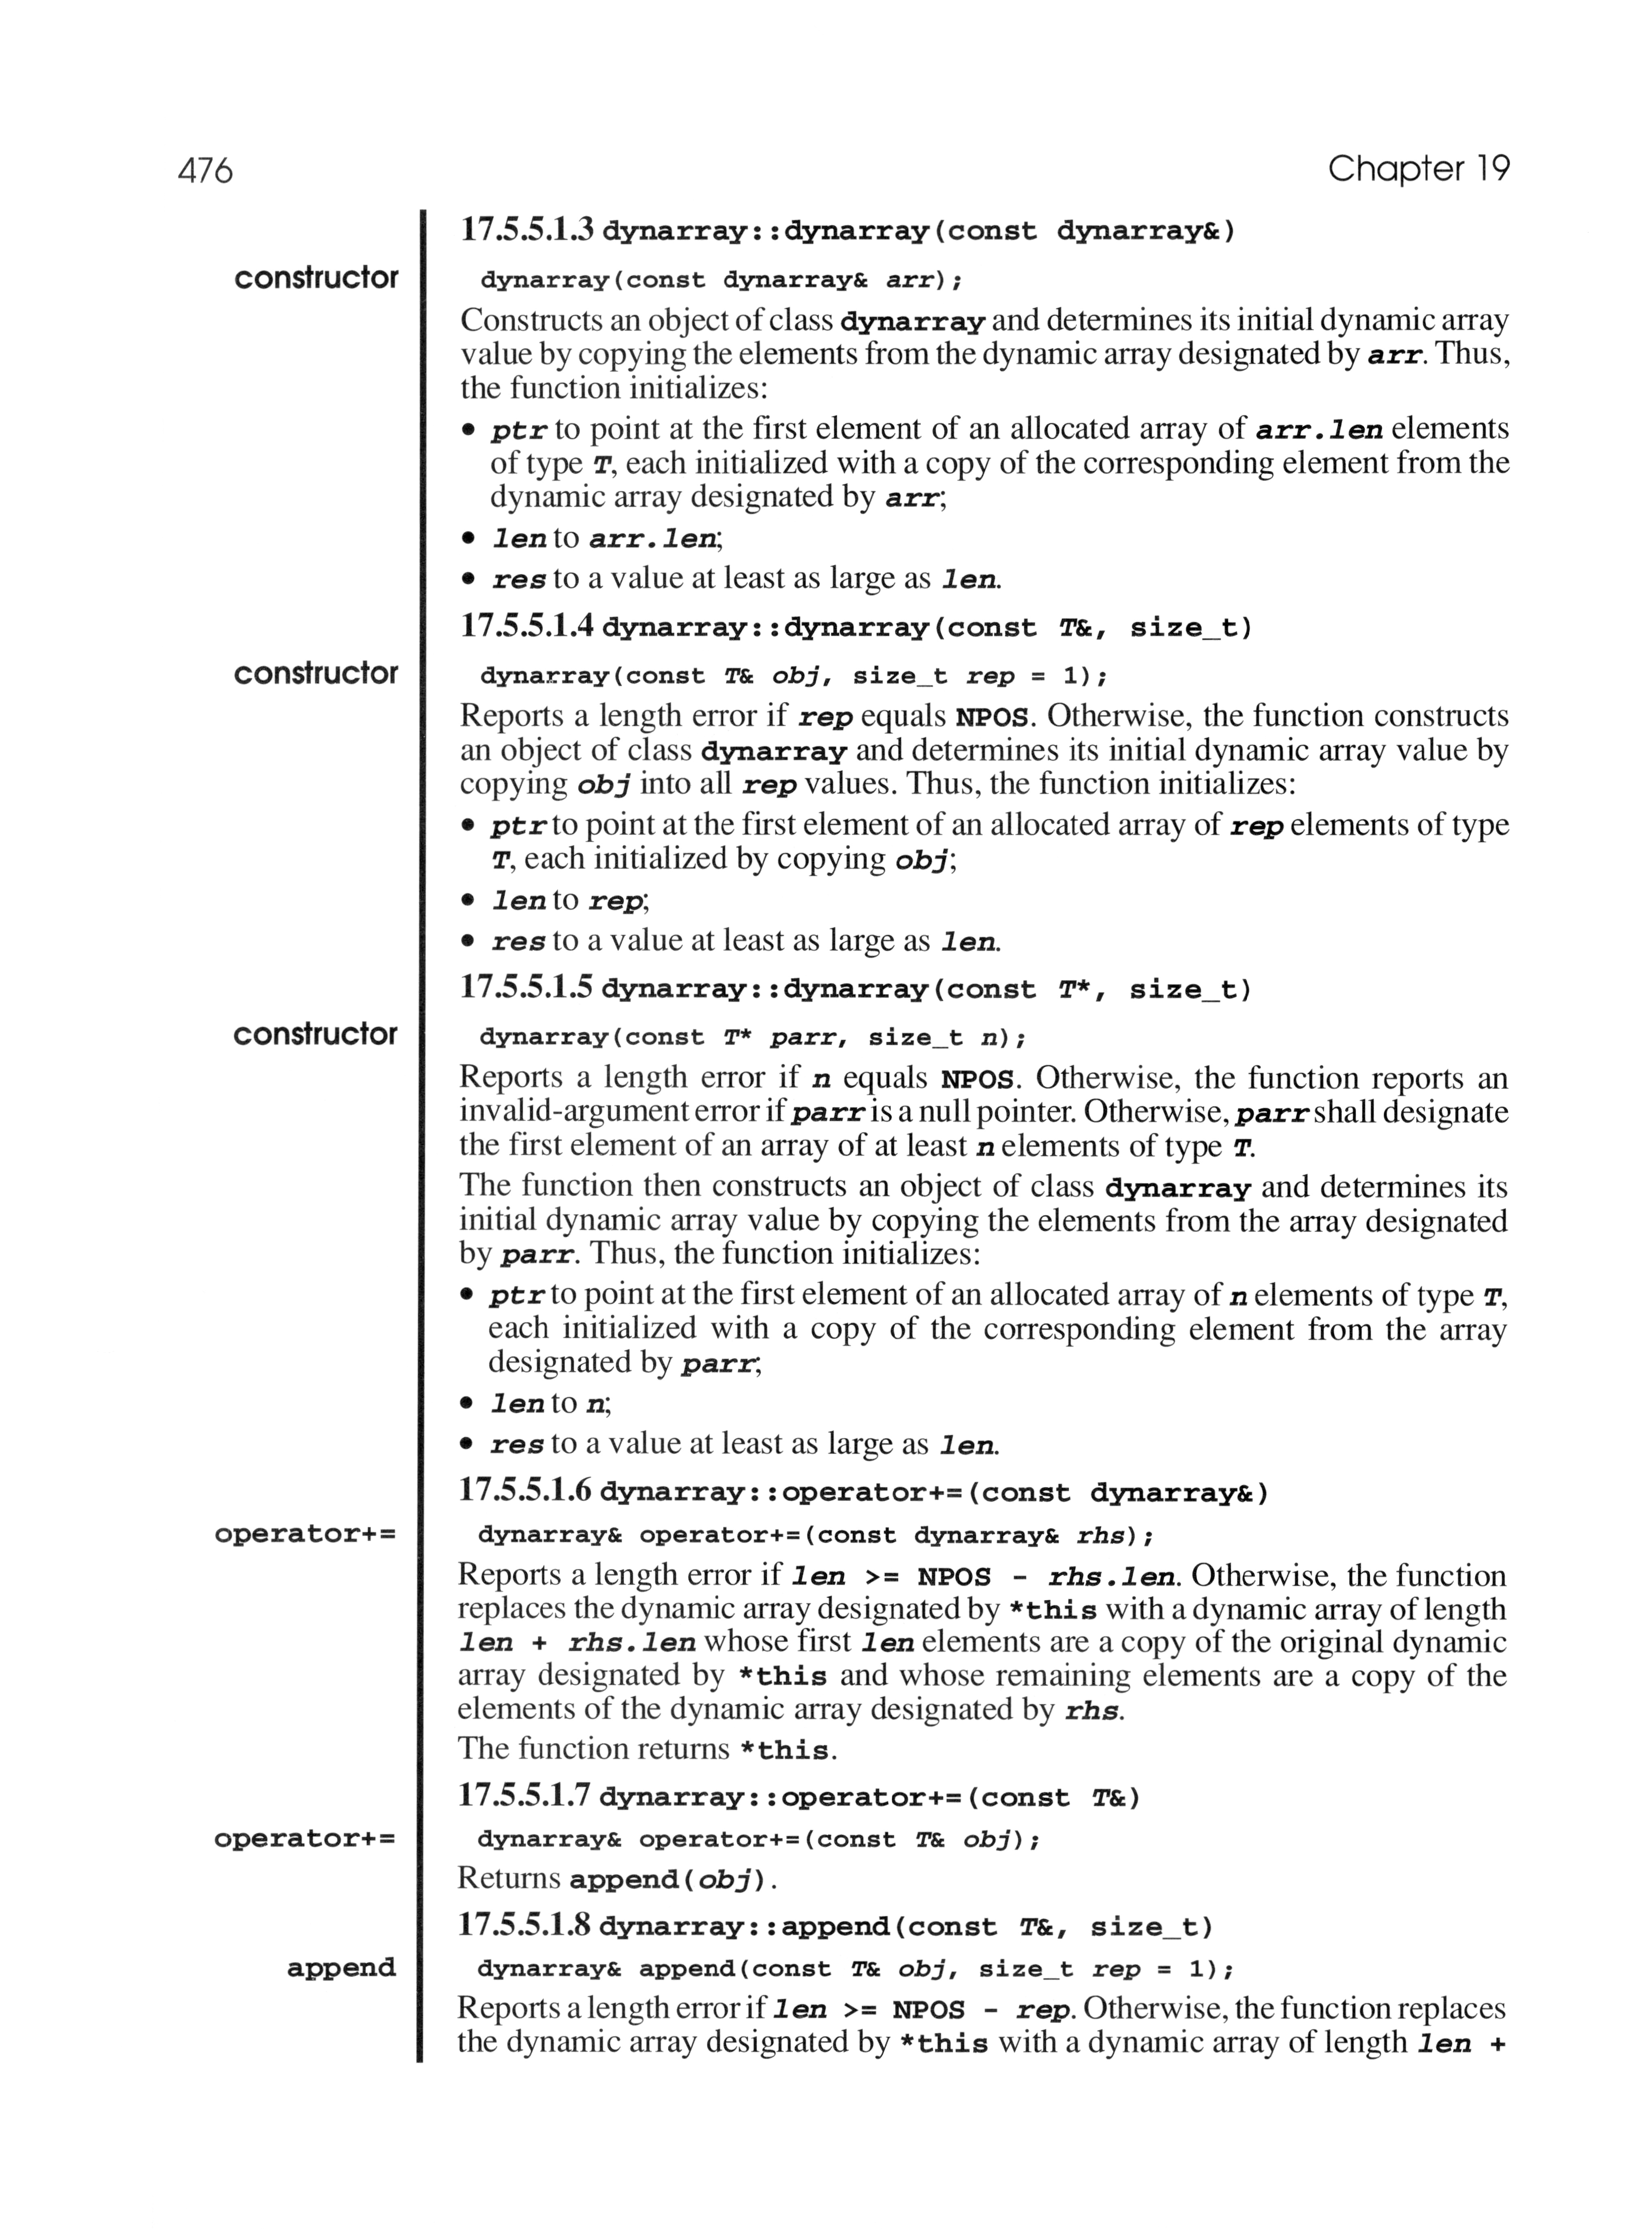 476 Chapter 19
17.5.5.1.3 dynarray::dynarray(const dynarray&)
constructor dynarray(const dynarray& arr);
Constructs an object of class dynarray and determines its initial dynamic array
value by copying the elements from the dynamic array designated by arr. Thus,
the function initializes:
• ptr to point at the first element of an allocated array of arr.len elements
of type T, each initialized with a copy of the corresponding element from the
dynamic array designated by arr;
• len to arr.len;
• res to a value at least as large as len.
17.5.5.1.4 dynarray::dynarray(const T&, size_t)
constructor dynarray(const T& obj, size_t rep = 1);
Reports a length error if rep equals NPOS. Otherwise, the function constructs
an object of class dynarray and determines its initial dynamic array value by
copying obj into all rep values. Thus, the function initializes:
• ptr to point at the first element of an allocated array of rep elements of type
T, each initialized by copying obj;
• len to rep;
• res to a value at least as large as len.
17.5.5.1.5 dynarray::dynarray(const T*, size_t)
constructor dynarray(const T* parr, size_t n);
Reports a length error if n equals NPOS. Otherwise, the function reports an
invalid-argument error if parr is a null pointer. Otherwise, parr shall designate
the first element of an array of at least n elements of type T.
The function then constructs an object of class dynarray and determines its
initial dynamic array value by copying the elements from the array designated
by parr. Thus, the function initializes:
• ptr to point at the first element of an allocated array of n elements of type T,
each initialized with a copy of the corresponding element from the array
designated by parr;
• len to n;
• res to a value at least as large as len.
17.5.5.1.6 dynarray::operator+=(const dynarray&)
operator+= dynarray& operator+=(const dynarray& rhs);
Reports a length error if len >= NPOS - rhs.len. Otherwise, the function
replaces the dynamic array designated by *this with a dynamic array of length
len + rhs.len whose first len elements are a copy of the original dynamic
array designated by *this and whose remaining elements are a copy of the
elements of the dynamic array designated by rhs.
The function returns *this.
17.5.5.1.7 dynarray::operator+=(const T&)
operator+= dynarray& operator+=(const T& obj);
Returns append(obj).
17.5.5.1.8 dynarray::append(const T&, size_t)
append dynarray& append(const T& obj, size_t rep = 1);
Reports a length error if len >= NPOS - rep. Otherwise, the function replaces
the dynamic array designated by *this with a dynamic array of length len +